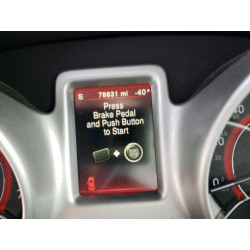 S 78831 mi -40°
Press
Brake Pedal
and Push Button
to Start